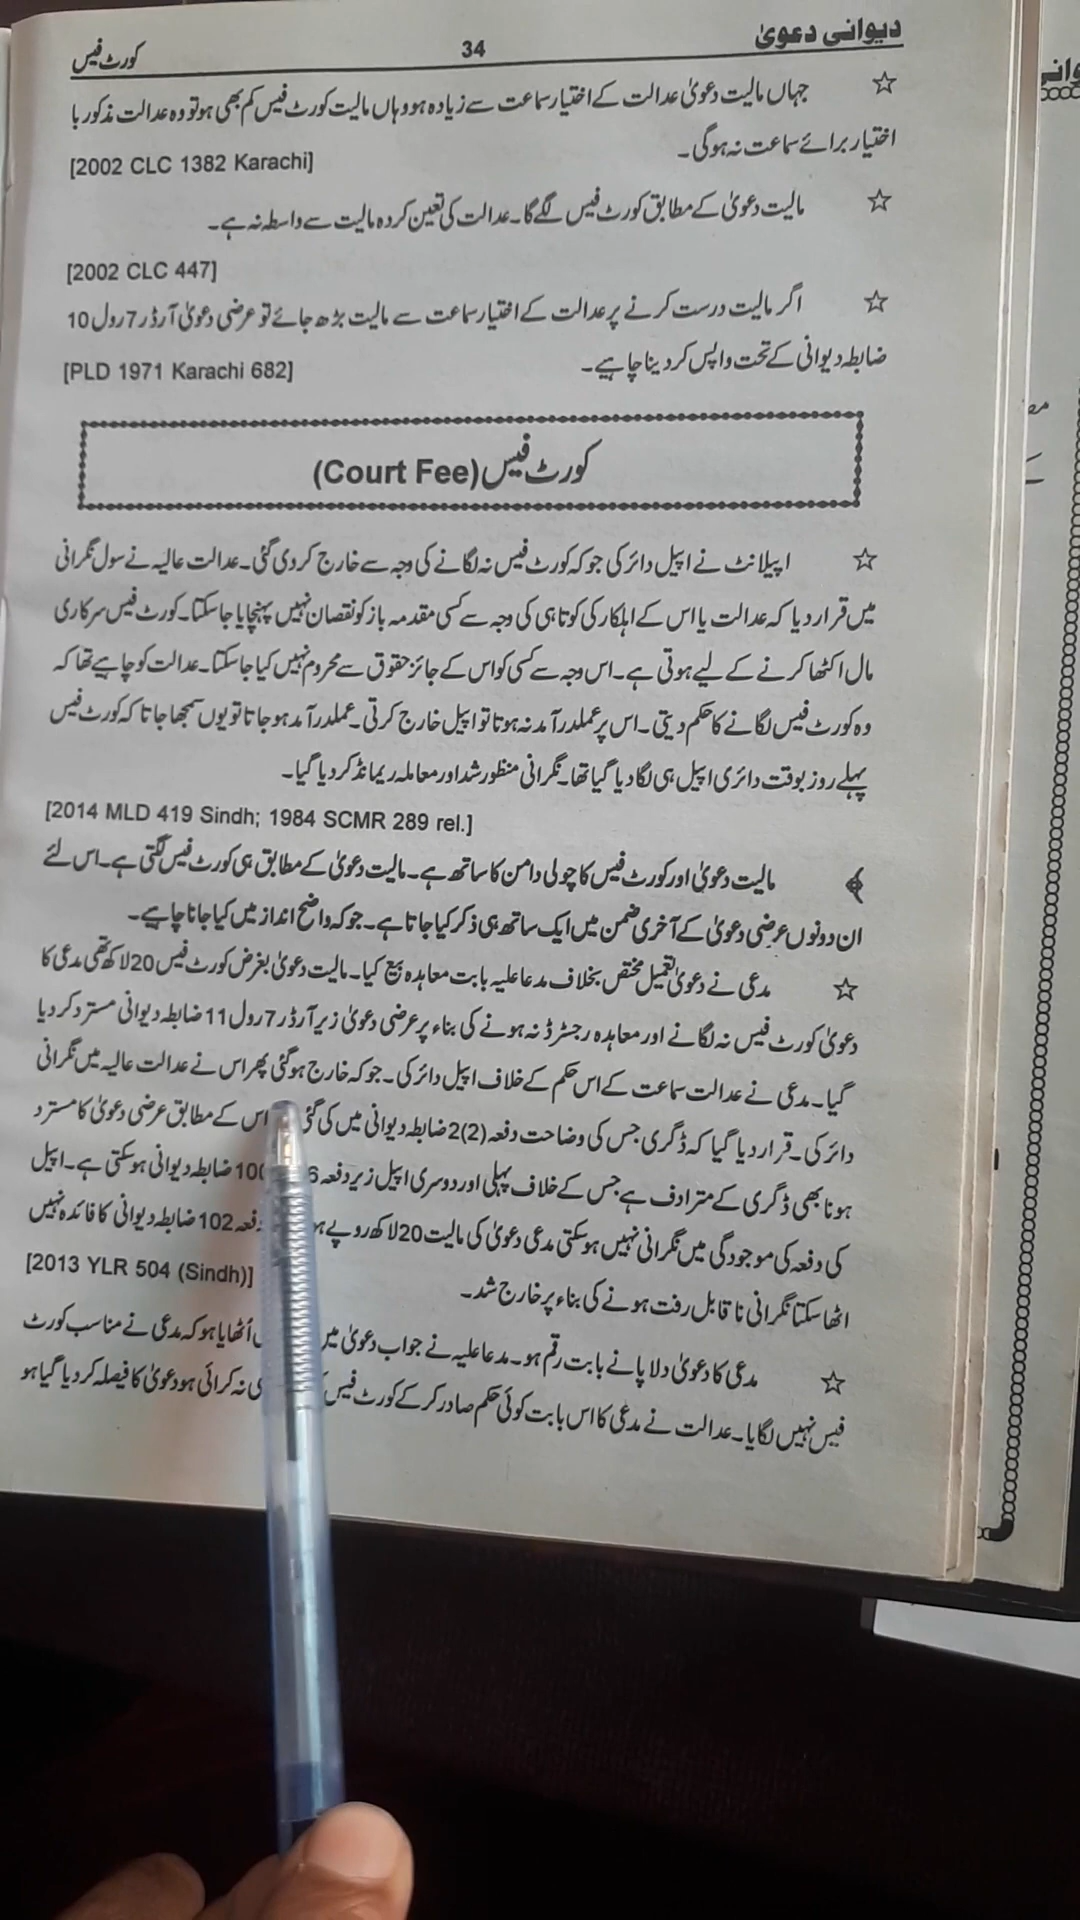 دیوانی دعویٰ 34 کورٹ فیس
☆ جہاں مالیت دعویٰ عدالت کے اختیار سماعت سے زیادہ ہو وہاں مالیت کورٹ فیس کم بھی ہو تو وہ عدالت مذکور با
اختیار برائے سماعت نہ ہوگی۔ [2002 CLC 1382 Karachi]
☆ مالیت دعویٰ کے مطابق کورٹ فیس لگے گا۔ عدالت کی تعین کردہ مالیت سے واسطہ نہ ہے۔
[2002 CLC 447]
☆ اگر مالیت درست کرنے پر عدالت کے اختیار سماعت سے مالیت بڑھ جائے تو عرضی دعویٰ آرڈر 7 رول 10
ضابطہ دیوانی کے تحت واپس کر دینا چاہیے۔ [PLD 1971 Karachi 682]
کورٹ فیس (Court Fee)
☆ اپیلانٹ نے اپیل دائر کی جو کہ کورٹ فیس نہ لگانے کی وجہ سے خارج کر دی گئی۔ عدالت عالیہ نے سول نگرانی
میں قرار دیا کہ عدالت یا اس کے اہلکار کی کوتاہی کی وجہ سے کسی مقدمہ باز کو نقصان نہیں پہنچایا جا سکتا۔ کورٹ فیس سرکاری
مال اکٹھا کرنے کے لیے ہوتی ہے۔ اس وجہ سے کسی کو اس کے جائز حقوق سے محروم نہیں کیا جا سکتا۔ عدالت کو چاہیے تھا کہ
وہ کورٹ فیس لگانے کا حکم دیتی۔ اس پر عملدرآمد نہ ہوتا تو اپیل خارج کرتی۔ عملدرآمد ہو جاتا تو یوں سمجھا جاتا کہ کورٹ فیس
پہلے روز بوقت دائری اپیل ہی لگا دیا گیا تھا۔ نگرانی منظور شد اور معاملہ ریمانڈ کر دیا گیا۔
[2014 MLD 419 Sindh; 1984 SCMR 289 rel.]
مالیت دعویٰ اور کورٹ فیس کا چولی دامن کا ساتھ ہے۔ مالیت دعویٰ کے مطابق ہی کورٹ فیس لگتی ہے۔ اس لئے
ان دونوں عرضی دعویٰ کے آخری ضمن میں ایک ساتھ ہی ذکر کیا جاتا ہے۔ جو کہ واضح انداز میں کیا جانا چاہیے۔
☆ مدعی نے دعویٰ تعمیل مختص بخلاف مدعا علیہ بابت معاہدہ بیع کیا۔ مالیت دعویٰ بغرض کورٹ فیس 20 لاکھ تھی مدعی کا
دعویٰ کورٹ فیس نہ لگانے اور معاہدہ رجسٹرڈ نہ ہونے کی بناء پر عرضی دعویٰ زیر آرڈر 7 رول 11 ضابطہ دیوانی مسترد کر دیا
گیا۔ مدعی نے عدالت سماعت کے اس حکم کے خلاف اپیل دائر کی۔ جو کہ خارج ہوگئی پھر اس نے عدالت عالیہ میں نگرانی
دائر کی۔ قرار دیا گیا کہ ڈگری جس کی وضاحت دفعہ 2(2) ضابطہ دیوانی میں کی گئی اس کے مطابق عرضی دعویٰ کا مسترد
ہونا بھی ڈگری کے مترادف ہے جس کے خلاف پہلی اور دوسری اپیل زیر دفعہ ضابطہ دیوانی ہوسکتی ہے۔ اپیل
کی دفعہ کی موجودگی میں نگرانی نہیں ہوسکتی مدعی دعویٰ کی مالیت 20 لاکھ روپے دفعہ 102 ضابطہ دیوانی کا فائدہ نہیں
اٹھا سکتا نگرانی نا قابل رفت ہونے کی بناء پر خارج شد۔ [2013 YLR 504 (Sindh)]
☆ مدعی کا دعویٰ دلا پانے بابت رقم ہو۔ مدعا علیہ نے جواب دعویٰ میں اُٹھایا ہو کہ مدعی نے مناسب کورٹ
فیس نہیں لگایا۔ عدالت نے مدعی کا اس بابت کوئی حکم صادر کر کے کورٹ فیس نہ کرائی ہو دعویٰ کا فیصلہ کر دیا گیا ہو